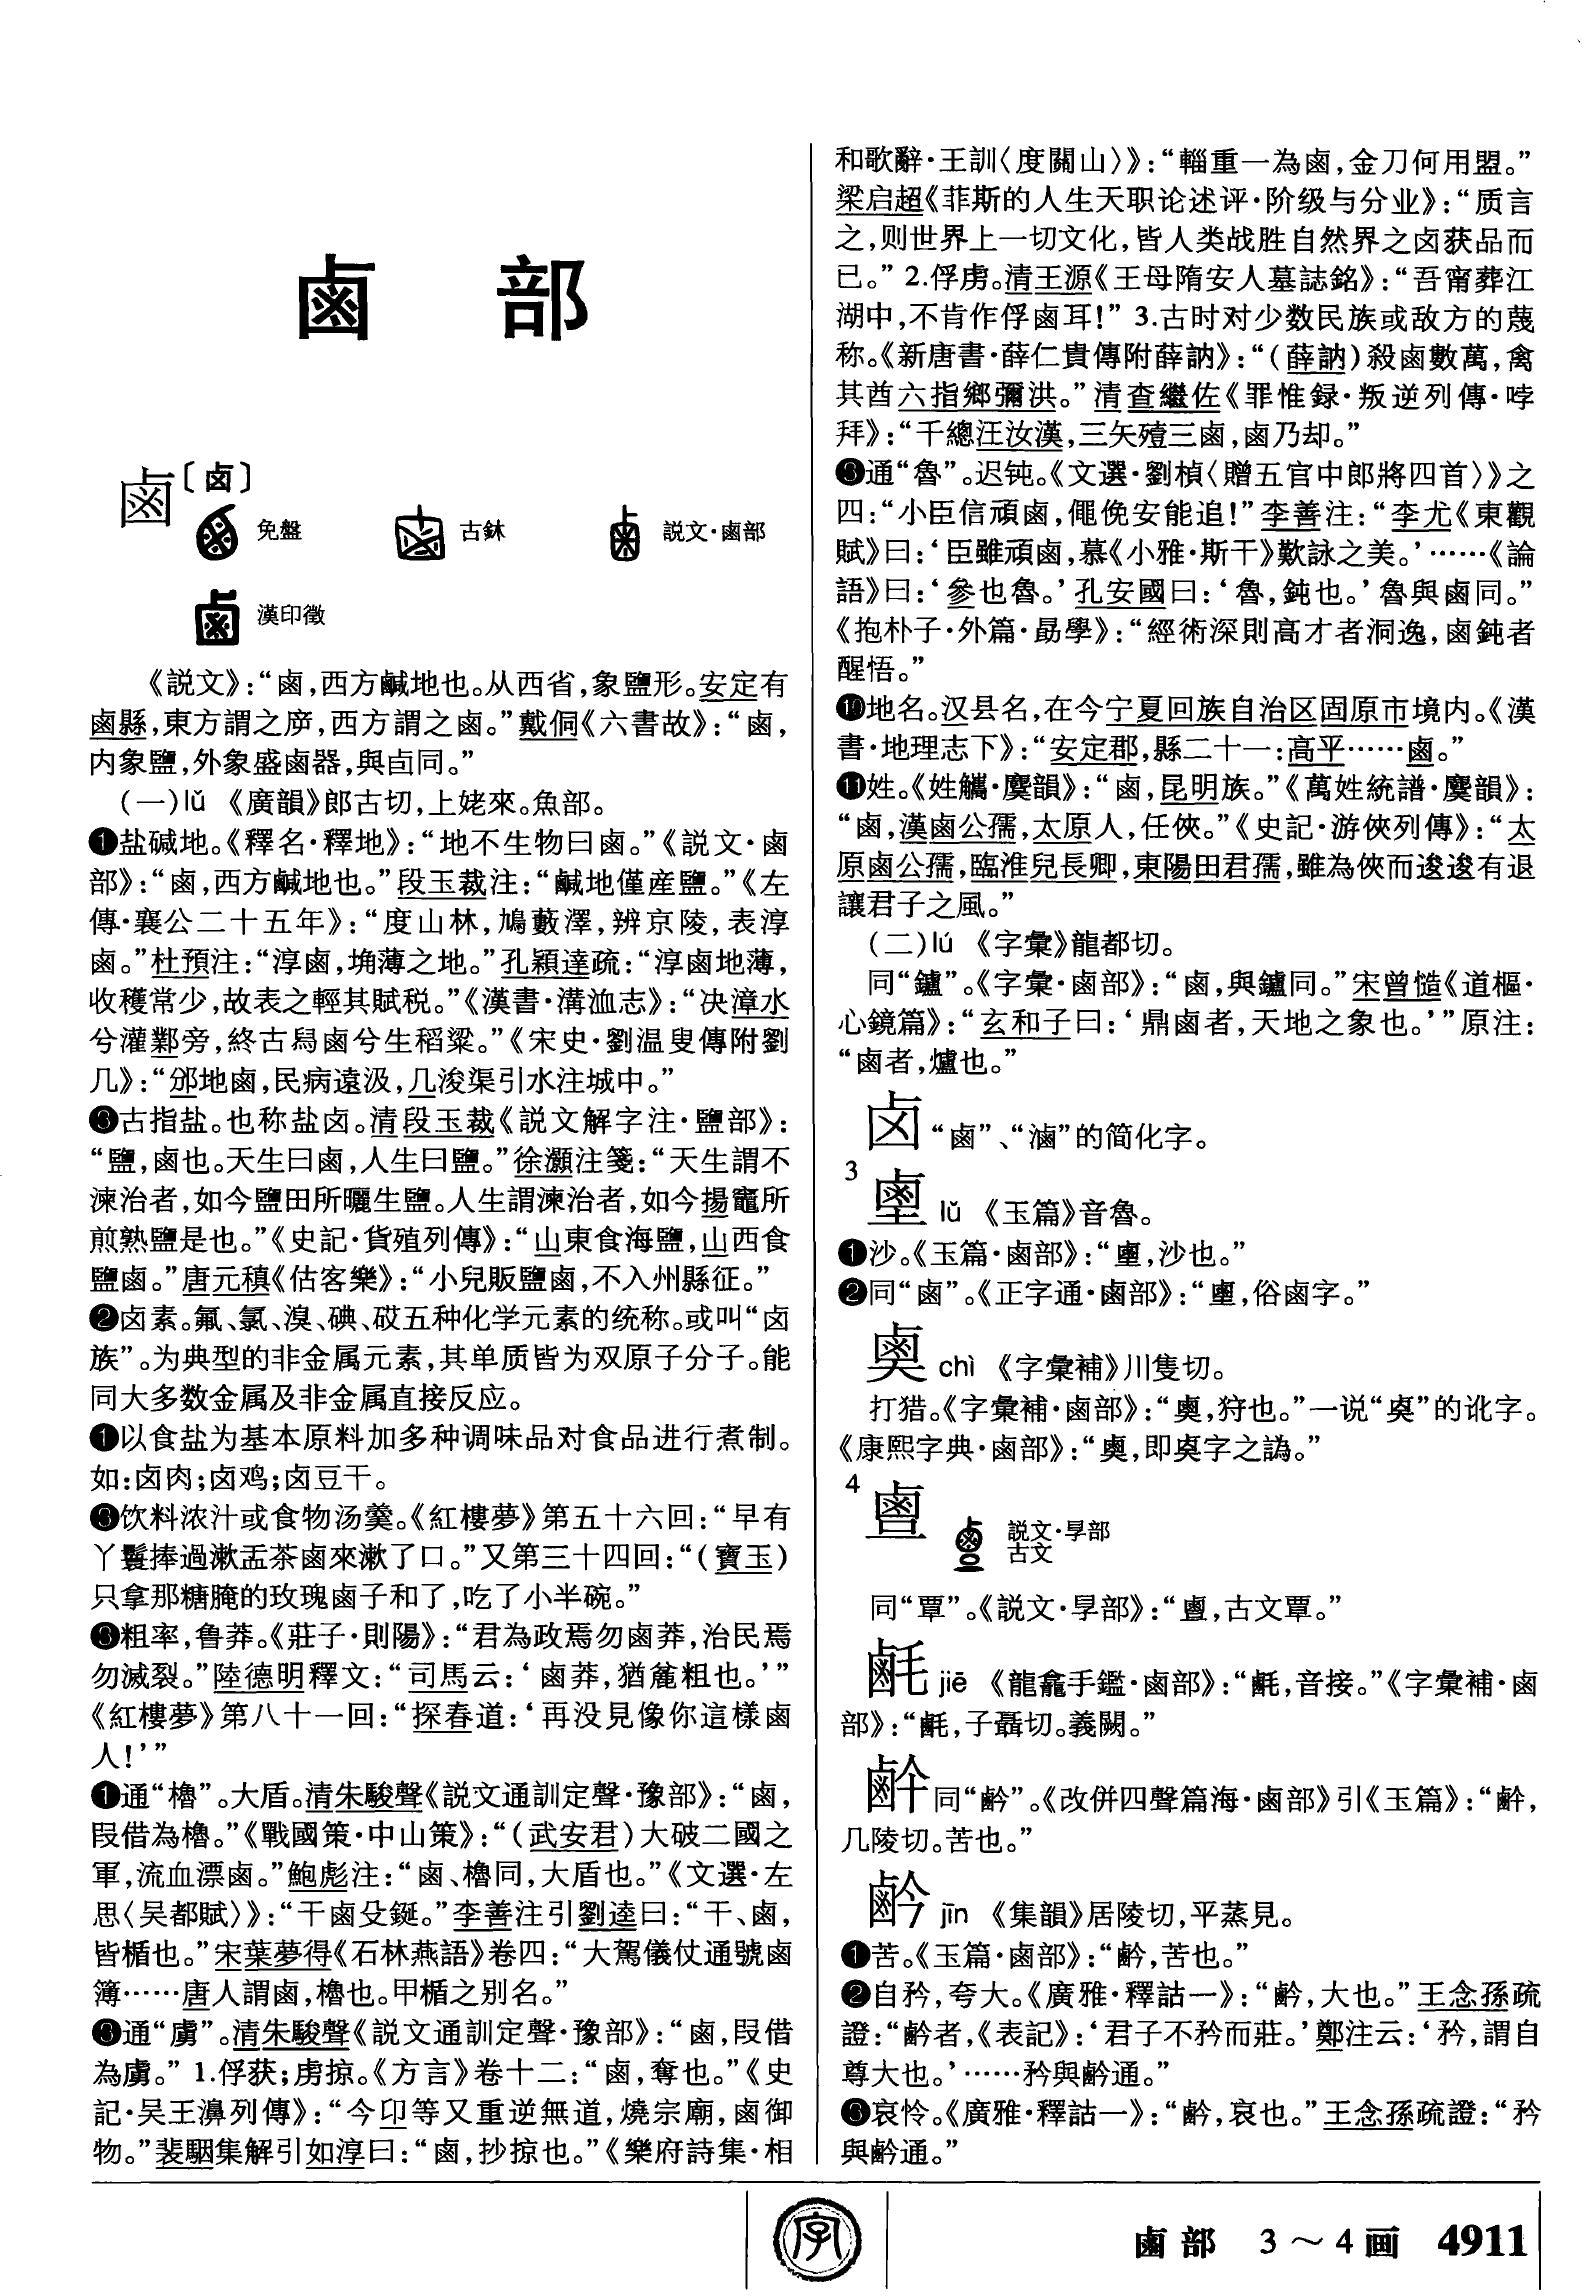 鹵 部
鹵〔卤〕
免盤 古鉥 説文·鹵部
漢印徵
《説文》:“鹵,西方鹹地也。从西省,象鹽形。安定有
鹵縣,東方謂之㡿,西方謂之鹵。”戴侗《六書故》:“鹵,
内象鹽,外象盛鹵器,與卣同。”
(一)lǔ 《廣韻》郎古切,上姥來。魚部。
❶盐碱地。《釋名·釋地》:“地不生物曰鹵。”《説文·鹵
部》:“鹵,西方鹹地也。”段玉裁注:“鹹地僅産鹽。”《左
傳·襄公二十五年》:“度山林,鳩藪澤,辨京陵,表淳
鹵。”杜預注:“淳鹵,埆薄之地。”孔穎達疏:“淳鹵地薄,
收穫常少,故表之輕其賦税。”《漢書·溝洫志》:“决漳水
兮灌鄴旁,終古舄鹵兮生稻粱。”《宋史·劉温叟傳附劉
几》:“邠地鹵,民病遠汲,几浚渠引水注城中。”
❸古指盐。也称盐卤。清段玉裁《説文解字注·鹽部》:
“鹽,鹵也。天生曰鹵,人生曰鹽。”徐灝注箋:“天生謂不
湅治者,如今鹽田所曬生鹽。人生謂湅治者,如今揚竈所
煎熟鹽是也。”《史記·貨殖列傳》:“山東食海鹽,山西食
鹽鹵。”唐元稹《估客樂》:“小兒販鹽鹵,不入州縣征。”
❷卤素。氟、氯、溴、碘、砹五种化学元素的统称。或叫“卤
族”。为典型的非金属元素,其单质皆为双原子分子。能
同大多数金属及非金属直接反应。
❶以食盐为基本原料加多种调味品对食品进行煮制。
如:卤肉;卤鸡;卤豆干。
❸饮料浓汁或食物汤羹。《紅樓夢》第五十六回:“早有
丫鬟捧過漱盂茶鹵來漱了口。”又第三十四回:“(寶玉)
只拿那糖腌的玫瑰鹵子和了,吃了小半碗。”
❸粗率,鲁莽。《莊子·則陽》:“君為政焉勿鹵莽,治民焉
勿滅裂。”陸德明釋文:“司馬云:‘鹵莽,猶麄粗也。’”
《紅樓夢》第八十一回:“探春道:‘再没見像你這樣鹵
人!’”
❶通“櫓”。大盾。清朱駿聲《説文通訓定聲·豫部》:“鹵,
叚借為櫓。”《戰國策·中山策》:“(武安君)大破二國之
軍,流血漂鹵。”鮑彪注:“鹵、櫓同,大盾也。”《文選·左
思〈吴都賦〉》:“干鹵殳鋋。”李善注引劉逵曰:“干、鹵,
皆楯也。”宋葉夢得《石林燕語》卷四:“大駕儀仗通號鹵
簿……唐人謂鹵,櫓也。甲楯之别名。”
❸通“虜”。清朱駿聲《説文通訓定聲·豫部》:“鹵,叚借
為虜。” 1.俘获;虏掠。《方言》卷十二:“鹵,奪也。”《史
記·吴王濞列傳》:“今卬等又重逆無道,燒宗廟,鹵御
物。”裴駰集解引如淳曰:“鹵,抄掠也。”《樂府詩集·相
和歌辭·王訓〈度關山〉》:“輜重一為鹵,金刀何用盟。”
梁启超《菲斯的人生天职论述评·阶级与分业》:“质言
之,则世界上一切文化,皆人类战胜自然界之卤获品而
已。” 2.俘虏。清王源《王母隋安人墓誌銘》:“吾甯葬江
湖中,不肯作俘鹵耳!” 3.古时对少数民族或敌方的蔑
称。《新唐書·薛仁貴傳附薛訥》:“(薛訥)殺鹵數萬,禽
其酋六指鄉彌洪。”清查繼佐《罪惟録·叛逆列傳·哱
拜》:“千總汪汝漢,三矢殪三鹵,鹵乃却。”
❸通“魯”。迟钝。《文選·劉楨〈贈五官中郎將四首〉》之
四:“小臣信頑鹵,僶俛安能追!”李善注:“李尤《東觀
賦》曰:‘臣雖頑鹵,慕《小雅·斯干》歎詠之美。’……《論
語》曰:‘參也魯。’孔安國曰:‘魯,鈍也。’魯與鹵同。”
《抱朴子·外篇·勗學》:“經術深則高才者洞逸,鹵鈍者
醒悟。”
❿地名。汉县名,在今宁夏回族自治区固原市境内。《漢
書·地理志下》:“安定郡,縣二十一:高平……鹵。”
⓫姓。《姓觿·麌韻》:“鹵,昆明族。”《萬姓統譜·麌韻》:
“鹵,漢鹵公孺,太原人,任俠。”《史記·游俠列傳》:“太
原鹵公孺,臨淮兒長卿,東陽田君孺,雖為俠而逡逡有退
讓君子之風。”
(二)lú 《字彙》龍都切。
同“鑪”。《字彙·鹵部》:“鹵,與鑪同。”宋曾慥《道樞·
心鏡篇》:“玄和子曰:‘鼎鹵者,天地之象也。’”原注:
“鹵者,爐也。”
卤 “鹵”、“滷”的简化字。
3
塷 lǔ 《玉篇》音魯。
❶沙。《玉篇·鹵部》:“塷,沙也。”
❷同“鹵”。《正字通·鹵部》:“塷,俗鹵字。”
chì 《字彙補》川隻切。
打猎。《字彙補·鹵部》:“,狩也。”一说“㚖”的讹字。
《康熙字典·鹵部》:“,即㚖字之譌。”
4
説文·㫗部
古文
同“覃”。《説文·㫗部》:“,古文覃。”
jiē 《龍龕手鑑·鹵部》:“,音接。”《字彙補·鹵
部》:“,子聶切。義闕。”
同“䰼”。《改併四聲篇海·鹵部》引《玉篇》:“,
几陵切。苦也。”
jīn 《集韻》居陵切,平蒸見。
❶苦。《玉篇·鹵部》:“,苦也。”
❷自矜,夸大。《廣雅·釋詁一》:“,大也。”王念孫疏
證:“者,《表記》:‘君子不矜而莊。’鄭注云:‘矜,謂自
尊大也。’……矜與通。”
❸哀怜。《廣雅·釋詁一》:“,哀也。”王念孫疏證:“矜
與通。”
字
鹵部 3～4画 4911